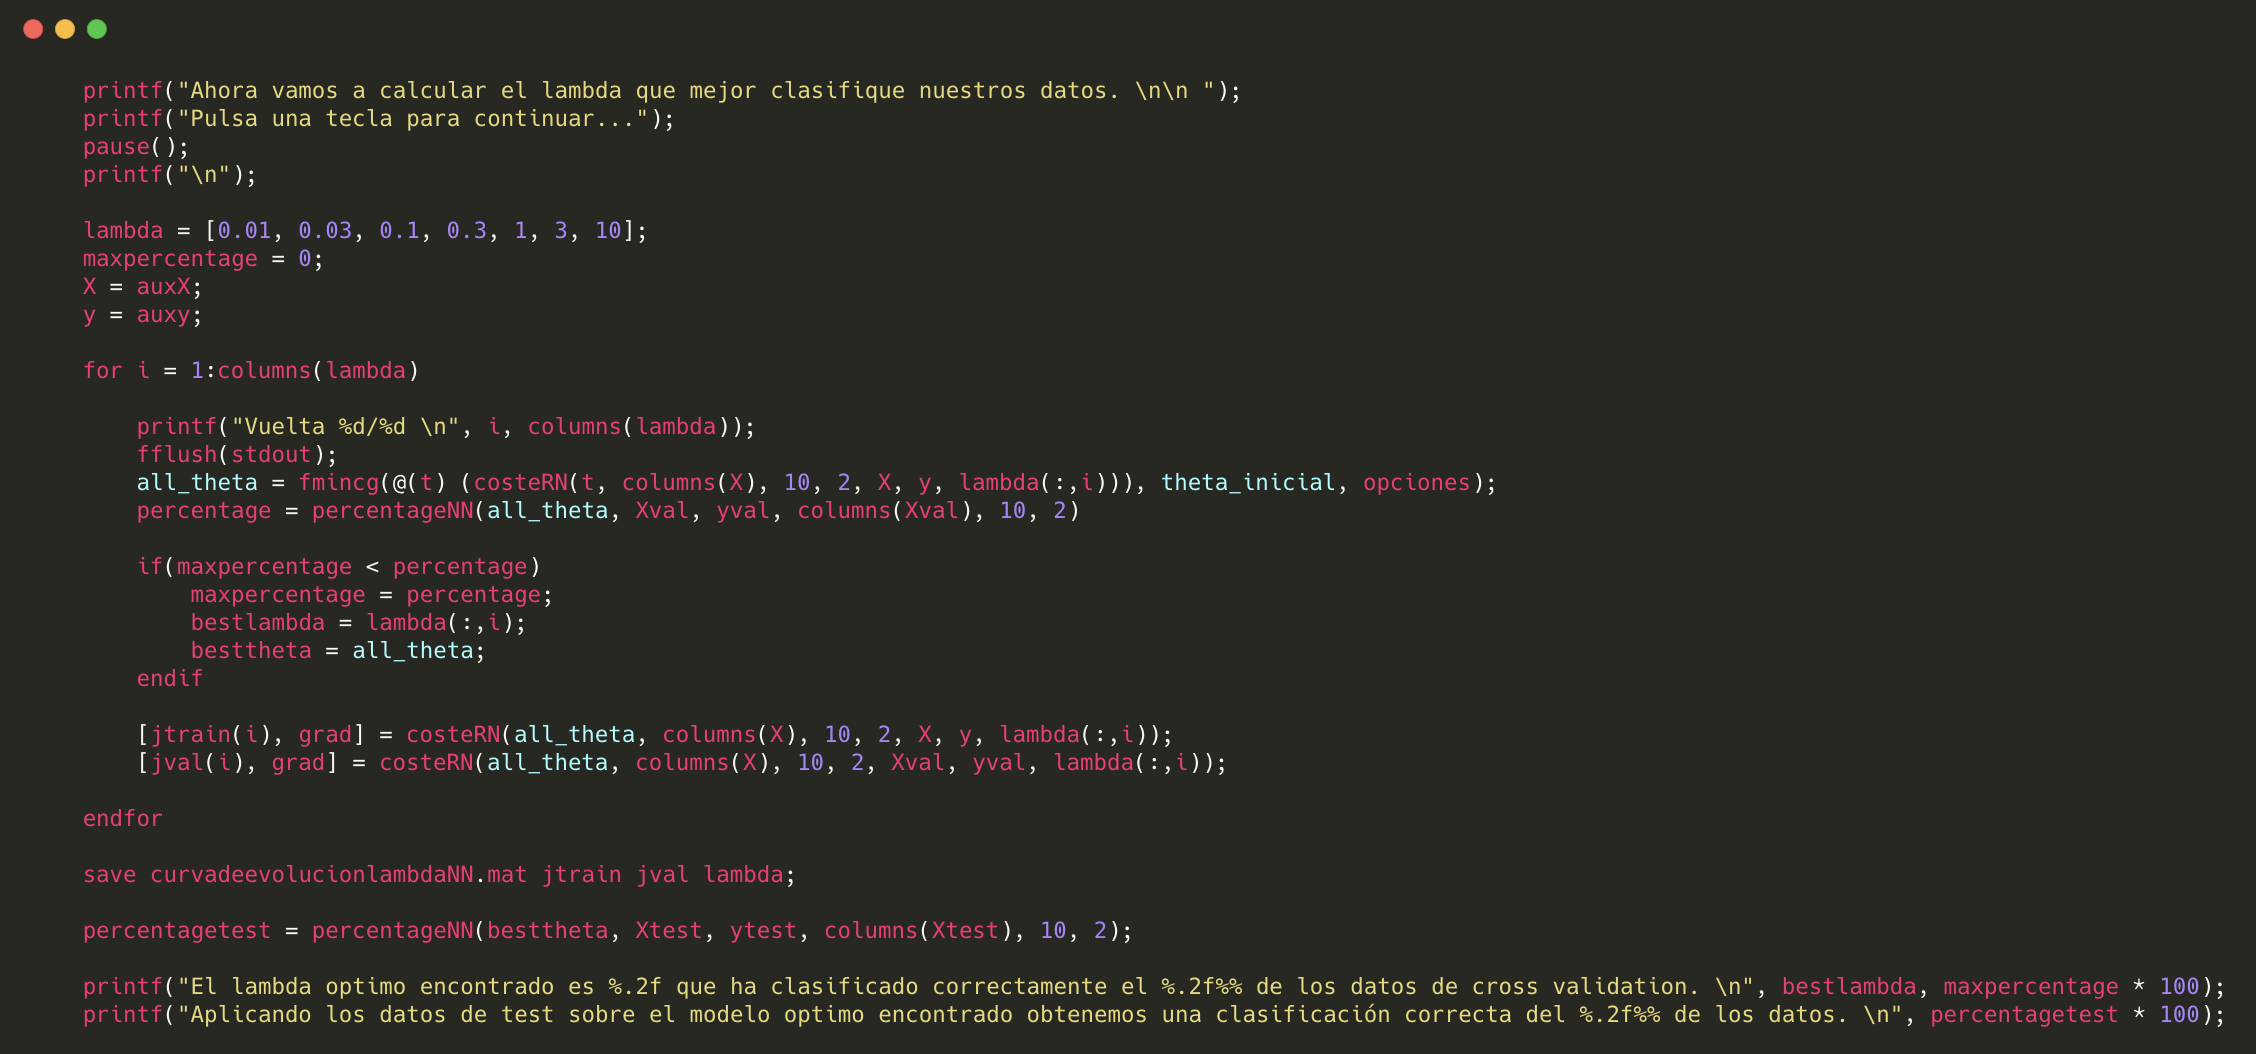 printf("Ahora vamos a calcular el lambda que mejor clasifique nuestros datos. \n\n ");
printf("Pulsa una tecla para continuar...");
pause();
printf("\n");
lambda = [0.01, 0.03, 0.1, 0.3, 1, 3, 10];
maxpercentage = 0;
X = auxX;
y = auxy;
for i = 1:columns(lambda)
printf("Vuelta %d/%d \n", i, columns(lambda));
fflush(stdout);
all_theta = fmincg(@(t) (costeRN(t, columns(X), 10, 2, X, y, lambda(:,i))), theta_inicial, opciones);
percentage = percentageNN(all_theta, Xval, yval, columns(Xval), 10, 2)
if(maxpercentage < percentage)
maxpercentage = percentage;
bestlambda = lambda(:,i);
besttheta = all_theta;
endif
[jtrain(i), grad] = costeRN(all_theta, columns(X), 10, 2, X, y, lambda(:,i));
[jval(i), grad] = costeRN(all_theta, columns(X), 10, 2, Xval, yval, lambda(:,i));
endfor
save curvadeevolucionlambdaNN.mat jtrain jval lambda;
percentagetest = percentageNN(besttheta, Xtest, ytest, columns(Xtest), 10, 2);
printf("El lambda optimo encontrado es %.2f que ha clasificado correctamente el %.2f%% de los datos de cross validation. \n", bestlambda, maxpercentage * 100);
printf("Aplicando los datos de test sobre el modelo optimo encontrado obtenemos una clasificación correcta del %.2f%% de los datos. \n", percentagetest * 100);